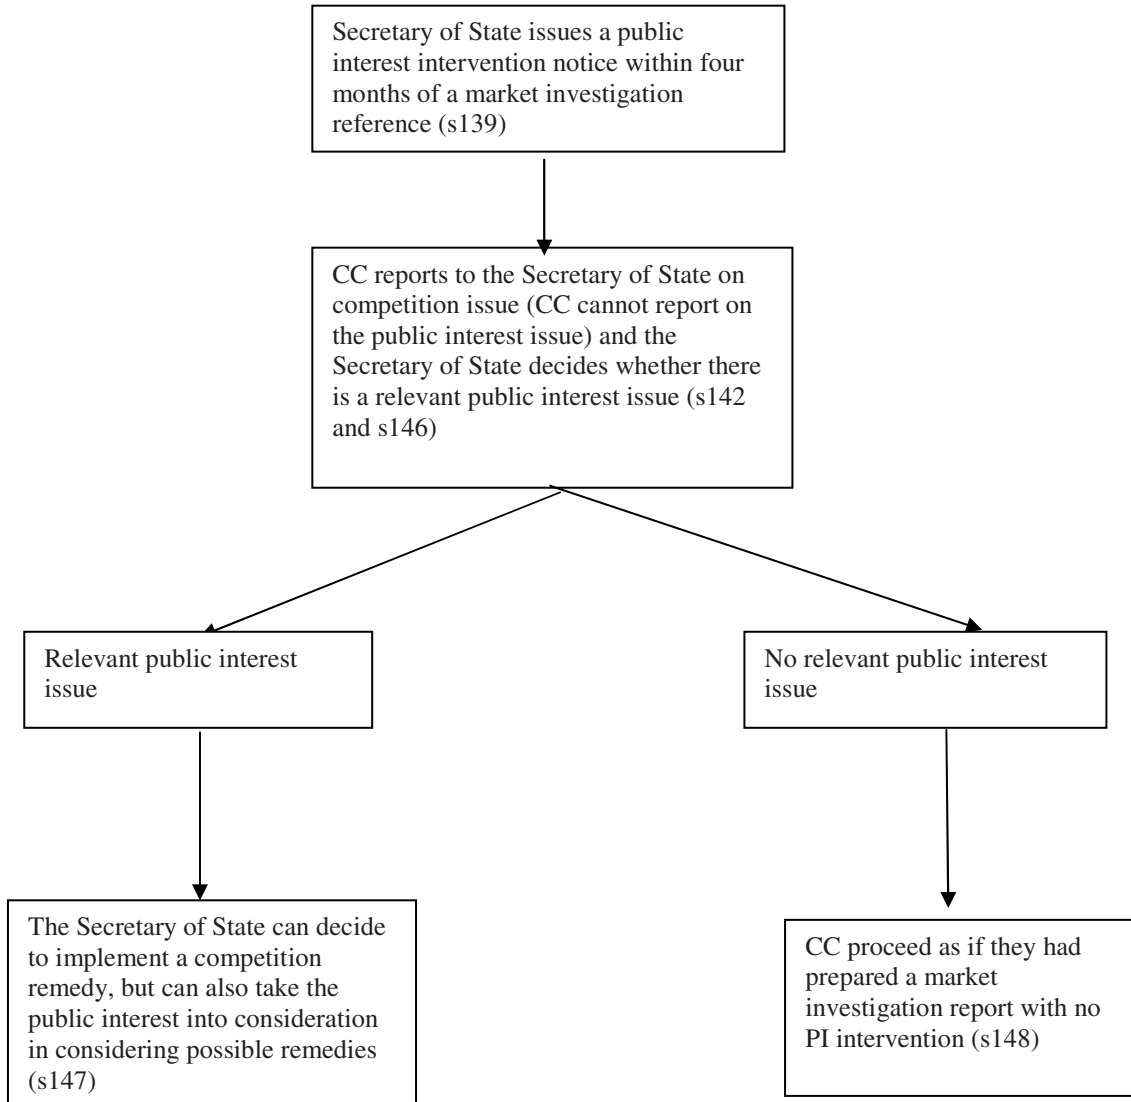 Secretary of State issues a public
interest intervention notice within four
months of a market investigation
reference (s139)
CC reports to the Secretary of State on
competition issue (CC cannot report on
the public interest issue) and the
Secretary of State decides whether there
is a relevant public interest issue (s142
and s146)
Relevant public interest
issue
No relevant public interest
issue
The Secretary of State can decide
to implement a competition
remedy, but can also take the
public interest into consideration
in considering possible remedies
(s147)
CC proceed as if they had
prepared a market
investigation report with no
PI intervention (s148)